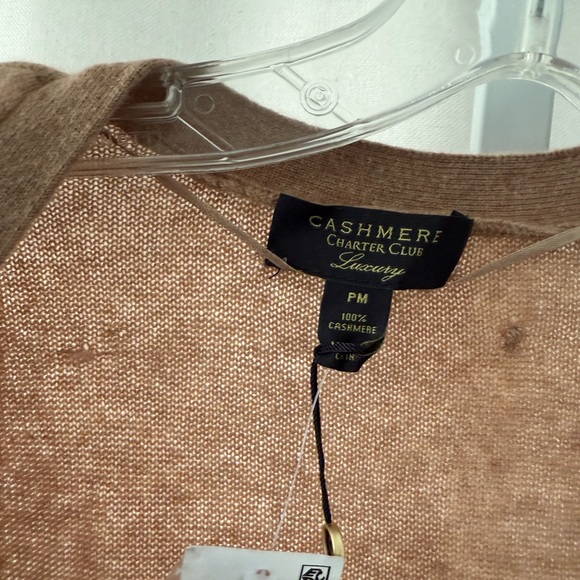 CASHMERE
CHARTER CLUB
Luxury
PM
100%
CASHMERE